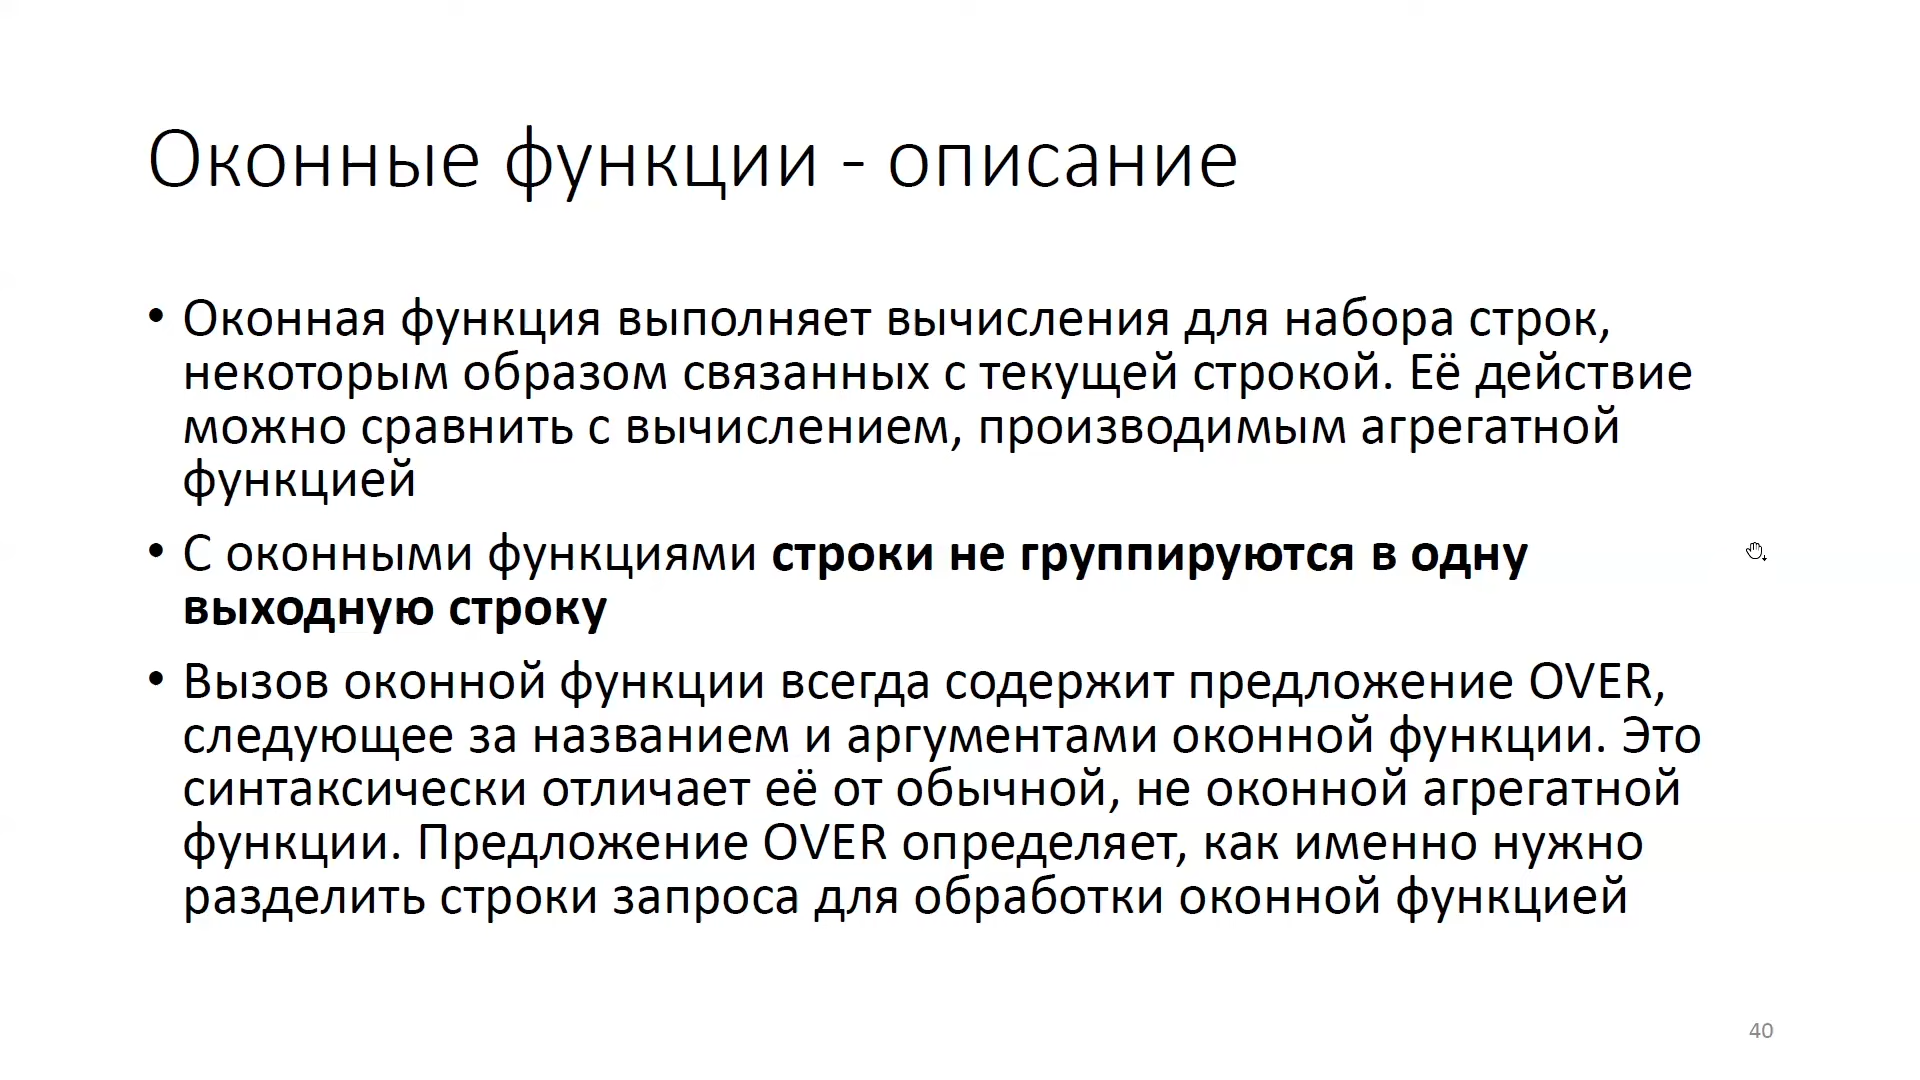 Оконные функции - описание
• Оконная функция выполняет вычисления для набора строк,
некоторым образом связанных с текущей строкой. Её действие
можно сравнить с вычислением, производимым агрегатной
функцией
• С оконными функциями строки не группируются в одну
выходную строку
• Вызов оконной функции всегда содержит предложение OVER,
следующее за названием и аргументами оконной функции. Это
синтаксически отличает её от обычной, не оконной агрегатной
функции. Предложение OVER определяет, как именно нужно
разделить строки запроса для обработки оконной функцией
40